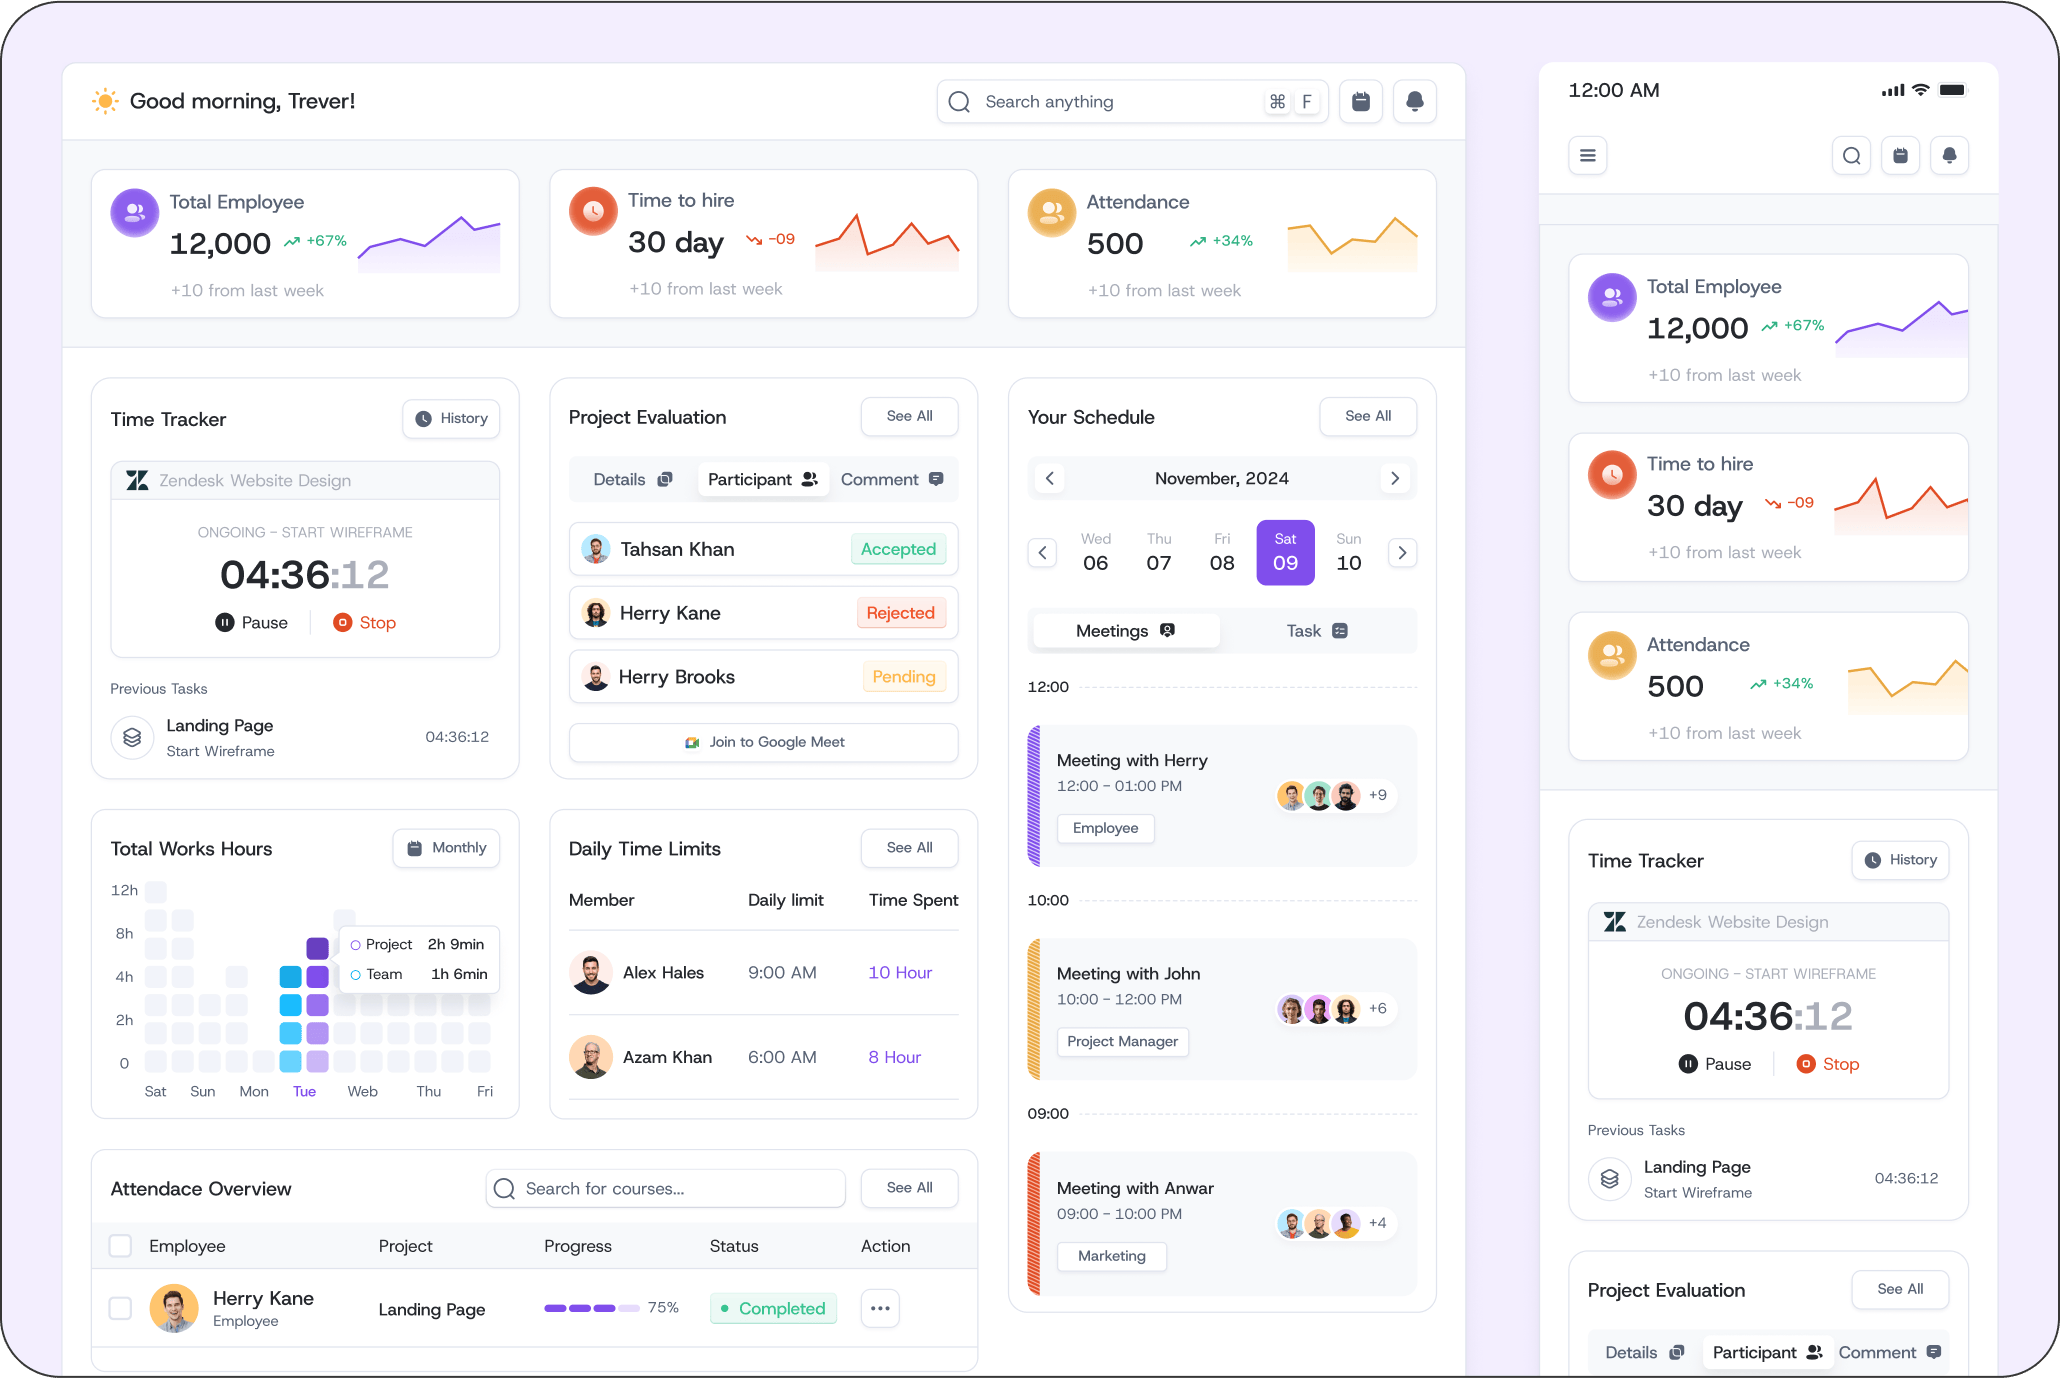 Good morning, Trever!
Search anything
⌘ F
Total Employee
12,000 +67%
+10 from last week
Time to hire
30 day -09
+10 from last week
Attendance
500 +34%
+10 from last week
Time Tracker
History
Zendesk Website Design
ONGOING - START WIREFRAME
04:36:12
Pause
Stop
Previous Tasks
Landing Page
Start Wireframe
04:36:12
Project Evaluation
See All
Details
Participant
Comment
Tahsan Khan
Accepted
Herry Kane
Rejected
Herry Brooks
Pending
Join to Google Meet
Your Schedule
See All
November, 2024
Wed Thu Fri Sat Sun
06 07 08 09 10
Meetings
Task
12:00
Meeting with Herry
12:00 - 01:00 PM
+9
Employee
10:00
Meeting with John
10:00 - 12:00 PM
+6
Project Manager
09:00
Meeting with Anwar
09:00 - 10:00 PM
+4
Marketing
Total Works Hours
Monthly
12h
8h
4h
2h
0
Project 2h 9min
Team 1h 6min
Sat Sun Mon Tue Web Thu Fri
Daily Time Limits
See All
Member Daily limit Time Spent
Alex Hales 9:00 AM 10 Hour
Azam Khan 6:00 AM 8 Hour
Attendace Overview
Search for courses...
See All
Employee Project Progress Status Action
Herry Kane
Employee
Landing Page
75%
Completed
12:00 AM
Total Employee
12,000 +67%
+10 from last week
Time to hire
30 day -09
+10 from last week
Attendance
500 +34%
+10 from last week
Time Tracker
History
Zendesk Website Design
ONGOING - START WIREFRAME
04:36:12
Pause
Stop
Previous Tasks
Landing Page
Start Wireframe
04:36:12
Project Evaluation
See All
Details
Participant
Comment